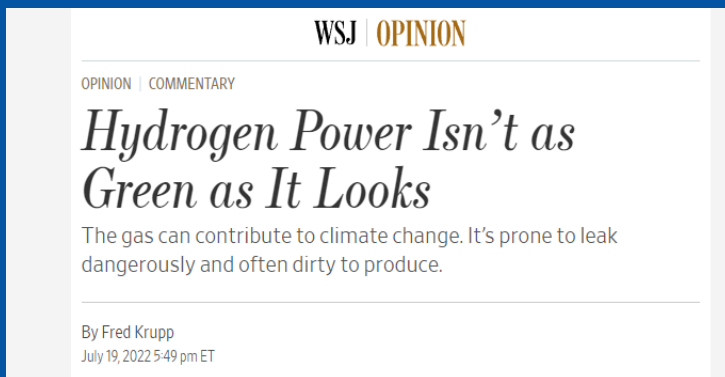 WSJ | OPINION
OPINION | COMMENTARY
Hydrogen Power Isn’t as
Green as It Looks
The gas can contribute to climate change. It’s prone to leak
dangerously and often dirty to produce.
By Fred Krupp
July 19, 2022 5:49 pm ET